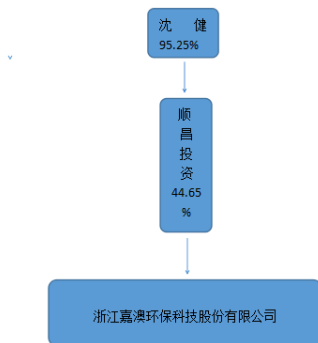 沈 健
95.25%
顺
昌
投
资
44.65
%
浙江嘉澳环保科技股份有限公司